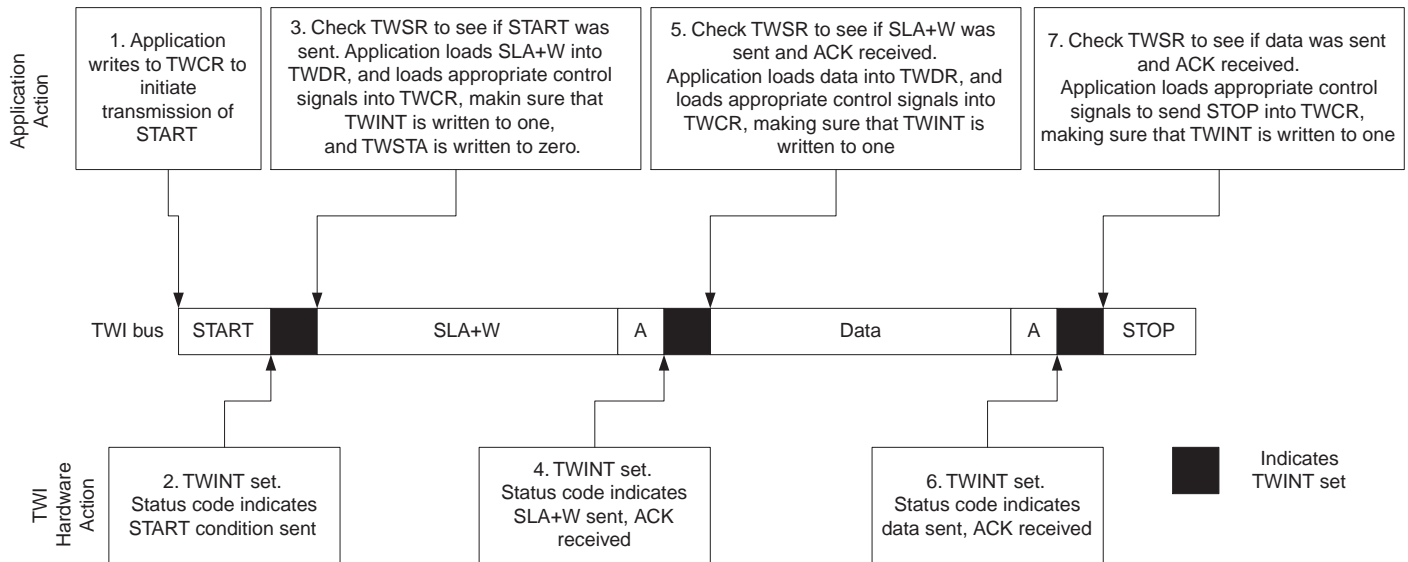 Application
Action
1. Application
writes to TWCR to
initiate
transmission of
START
3. Check TWSR to see if START was
sent. Application loads SLA+W into
TWDR, and loads appropriate control
signals into TWCR, makin sure that
TWINT is written to one,
and TWSTA is written to zero.
5. Check TWSR to see if SLA+W was
sent and ACK received.
Application loads data into TWDR, and
loads appropriate control signals into
TWCR, making sure that TWINT is
written to one
7. Check TWSR to see if data was sent
and ACK received.
Application loads appropriate control
signals to send STOP into TWCR,
making sure that TWINT is written to one
TWI bus
START
SLA+W
A
Data
A
STOP
TWI
Hardware
Action
2. TWINT set.
Status code indicates
START condition sent
4. TWINT set.
Status code indicates
SLA+W sent, ACK
received
6. TWINT set.
Status code indicates
data sent, ACK received
Indicates
TWINT set